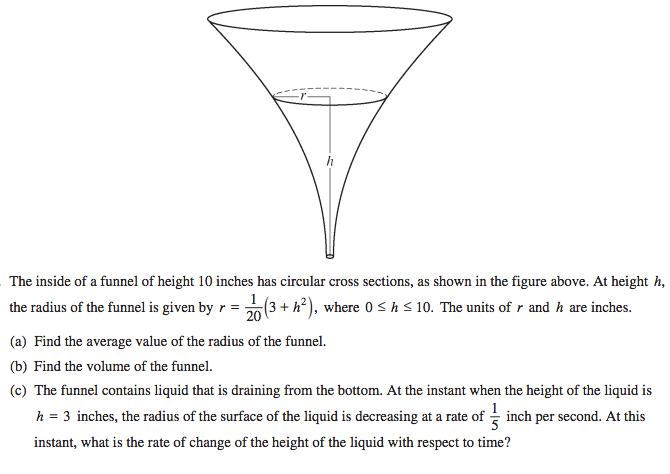 r
h
The inside of a funnel of height 10 inches has circular cross sections, as shown in the figure above. At height h,
the radius of the funnel is given by r = 1/20 (3 + h²), where 0 ≤ h ≤ 10. The units of r and h are inches.
(a) Find the average value of the radius of the funnel.
(b) Find the volume of the funnel.
(c) The funnel contains liquid that is draining from the bottom. At the instant when the height of the liquid is
h = 3 inches, the radius of the surface of the liquid is decreasing at a rate of 1/5 inch per second. At this
instant, what is the rate of change of the height of the liquid with respect to time?